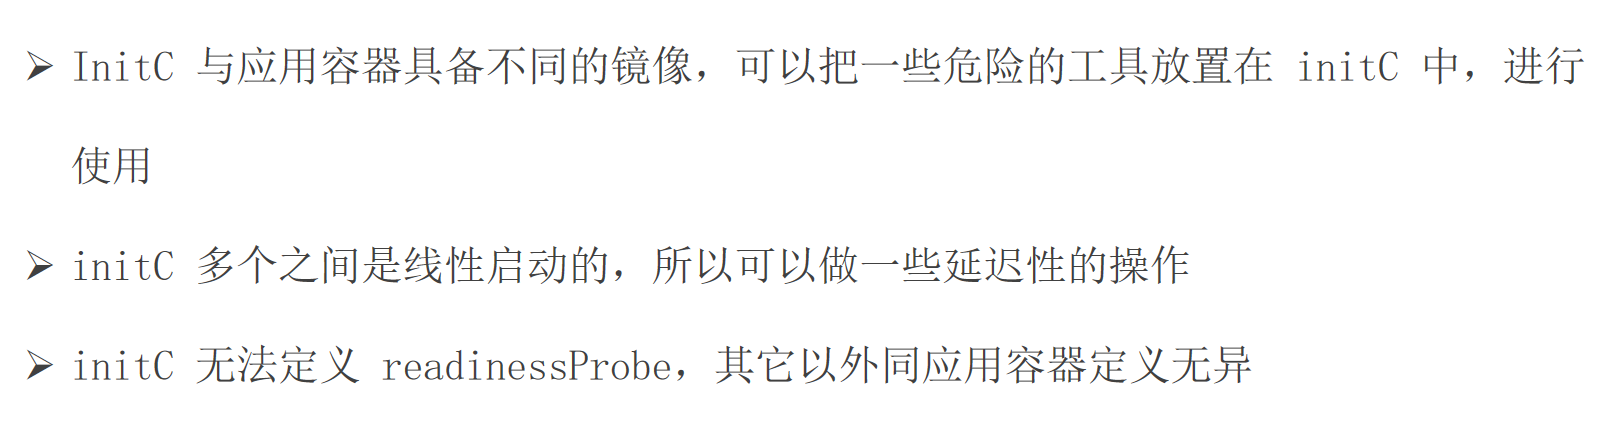 ➢ InitC 与应用容器具备不同的镜像，可以把一些危险的工具放置在 initC 中，进行
使用
➢ initC 多个之间是线性启动的，所以可以做一些延迟性的操作
➢ initC 无法定义 readinessProbe，其它以外同应用容器定义无异